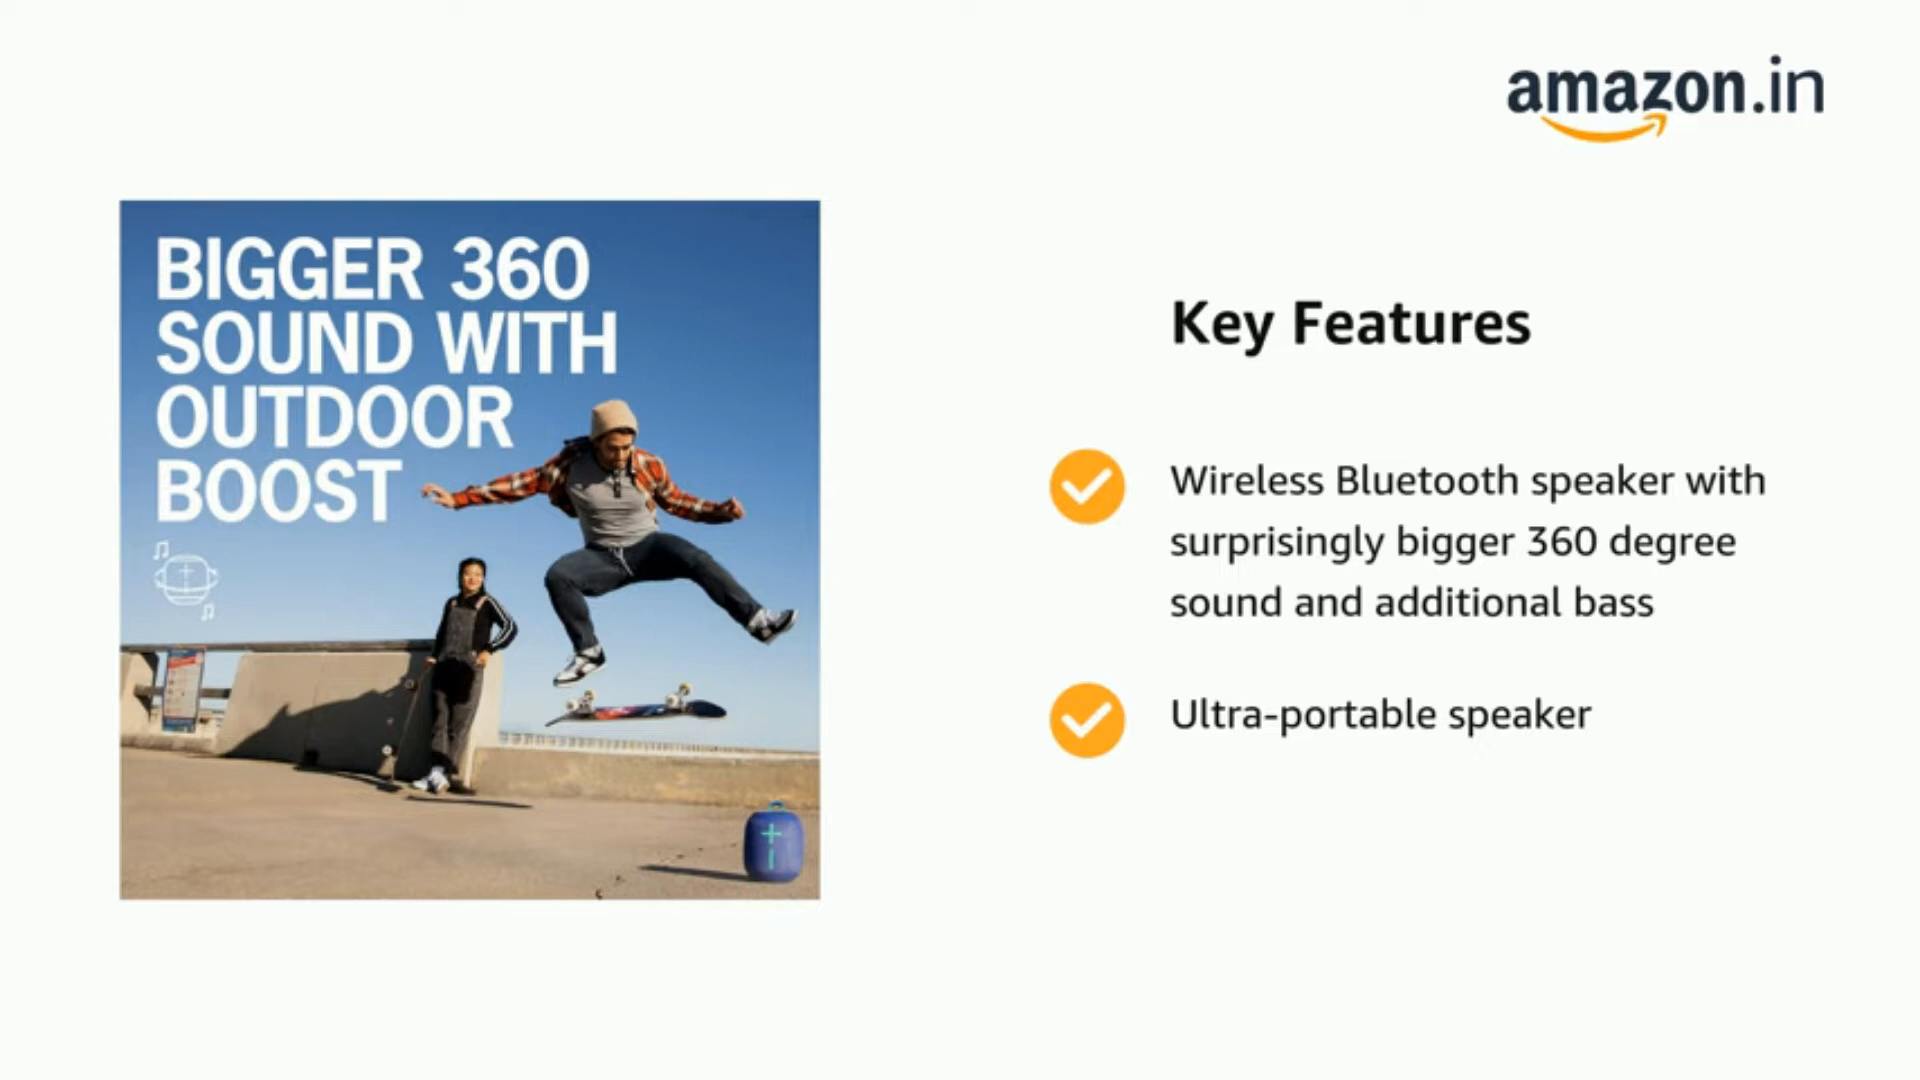 amazon.in
BIGGER 360
SOUND WITH
OUTDOOR
BOOST
Key Features
Wireless Bluetooth speaker with
surprisingly bigger 360 degree
sound and additional bass
Ultra-portable speaker